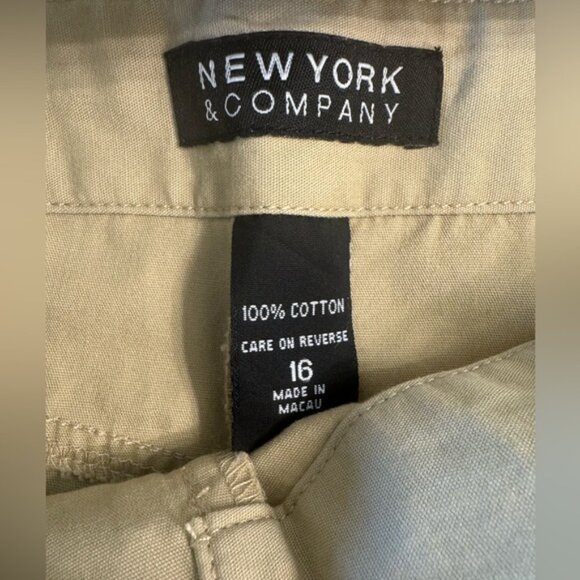 NEW YORK
& COMPANY
100% COTTON
CARE ON REVERSE
16
MADE IN
MACAU